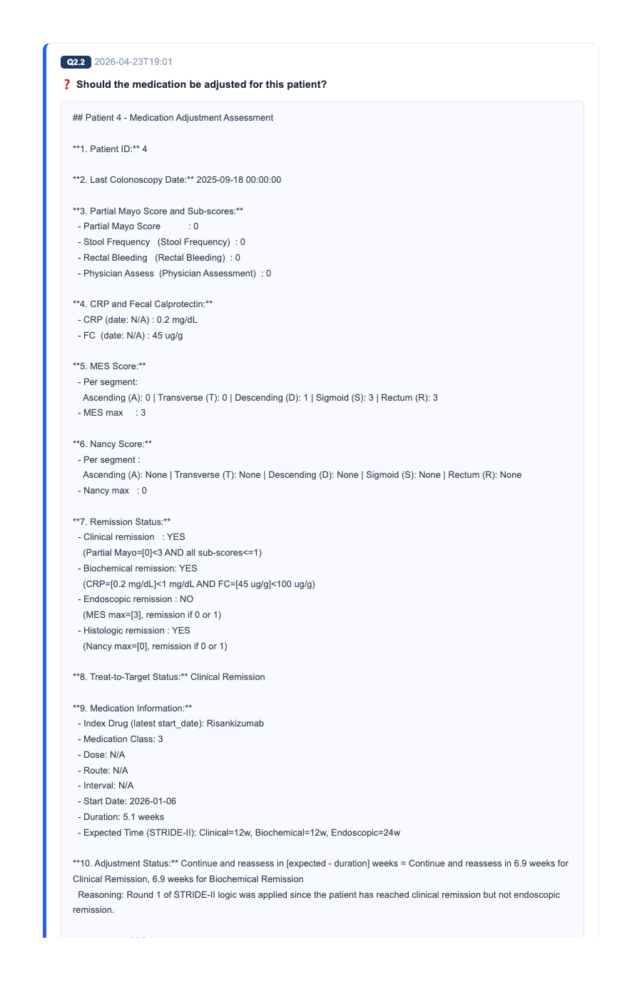 Q2.2 2026-04-23T19:01
❓ Should the medication be adjusted for this patient?
## Patient 4 - Medication Adjustment Assessment
**1. Patient ID:** 4
**2. Last Colonoscopy Date:** 2025-09-18 00:00:00
**3. Partial Mayo Score and Sub-scores:**
- Partial Mayo Score : 0
- Stool Frequency (Stool Frequency) : 0
- Rectal Bleeding (Rectal Bleeding) : 0
- Physician Assess (Physician Assessment) : 0
**4. CRP and Fecal Calprotectin:**
- CRP (date: N/A) : 0.2 mg/dL
- FC (date: N/A) : 45 ug/g
**5. MES Score:**
- Per segment:
Ascending (A): 0 | Transverse (T): 0 | Descending (D): 1 | Sigmoid (S): 3 | Rectum (R): 3
- MES max : 3
**6. Nancy Score:**
- Per segment :
Ascending (A): None | Transverse (T): None | Descending (D): None | Sigmoid (S): None | Rectum (R): None
- Nancy max : 0
**7. Remission Status:**
- Clinical remission : YES
(Partial Mayo=[0]<3 AND all sub-scores<=1)
- Biochemical remission: YES
(CRP=[0.2 mg/dL]<1 mg/dL AND FC=[45 ug/g]<100 ug/g)
- Endoscopic remission : NO
(MES max=[3], remission if 0 or 1)
- Histologic remission : YES
(Nancy max=[0], remission if 0 or 1)
**8. Treat-to-Target Status:** Clinical Remission
**9. Medication Information:**
- Index Drug (latest start_date): Risankizumab
- Medication Class: 3
- Dose: N/A
- Route: N/A
- Interval: N/A
- Start Date: 2026-01-06
- Duration: 5.1 weeks
- Expected Time (STRIDE-II): Clinical=12w, Biochemical=12w, Endoscopic=24w
**10. Adjustment Status:** Continue and reassess in [expected - duration] weeks = Continue and reassess in 6.9 weeks for
Clinical Remission, 6.9 weeks for Biochemical Remission
Reasoning: Round 1 of STRIDE-II logic was applied since the patient has reached clinical remission but not endoscopic
remission.